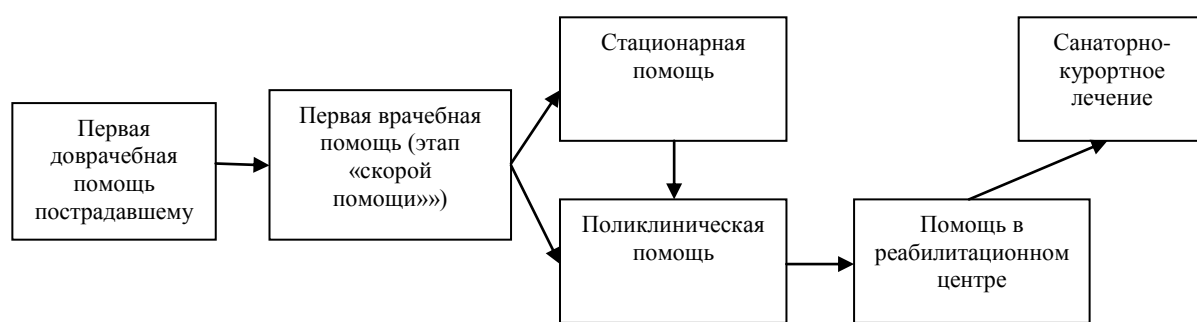 Первая
доврачебная
помощь
пострадавшему
Первая врачебная
помощь (этап
«скорой
помощи»»)
Стационарная
помощь
Поликлиническая
помощь
Помощь в
реабилитационном
центре
Санаторно-
курортное
лечение